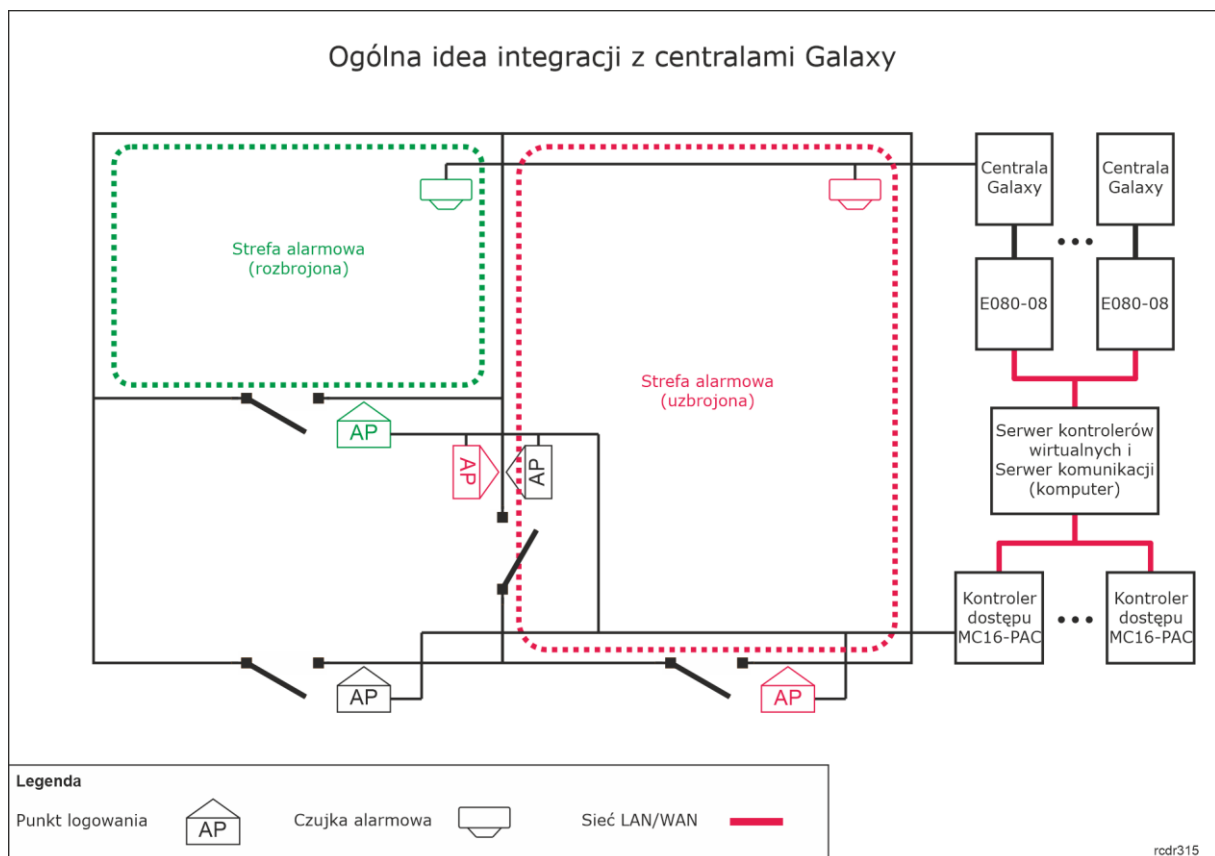 Ogólna idea integracji z centralami Galaxy
Centrala
Galaxy
Centrala
Galaxy
Strefa alarmowa
(rozbrojona)
E080-08
E080-08
Strefa alarmowa
(uzbrojona)
AP
AP
AP
Serwer kontrolerów
wirtualnych i
Serwer komunikacji
(komputer)
Kontroler
dostępu
MC16-PAC
Kontroler
dostępu
MC16-PAC
AP
AP
Legenda
Punkt logowania
AP
Czujka alarmowa
Sieć LAN/WAN
rcdr315